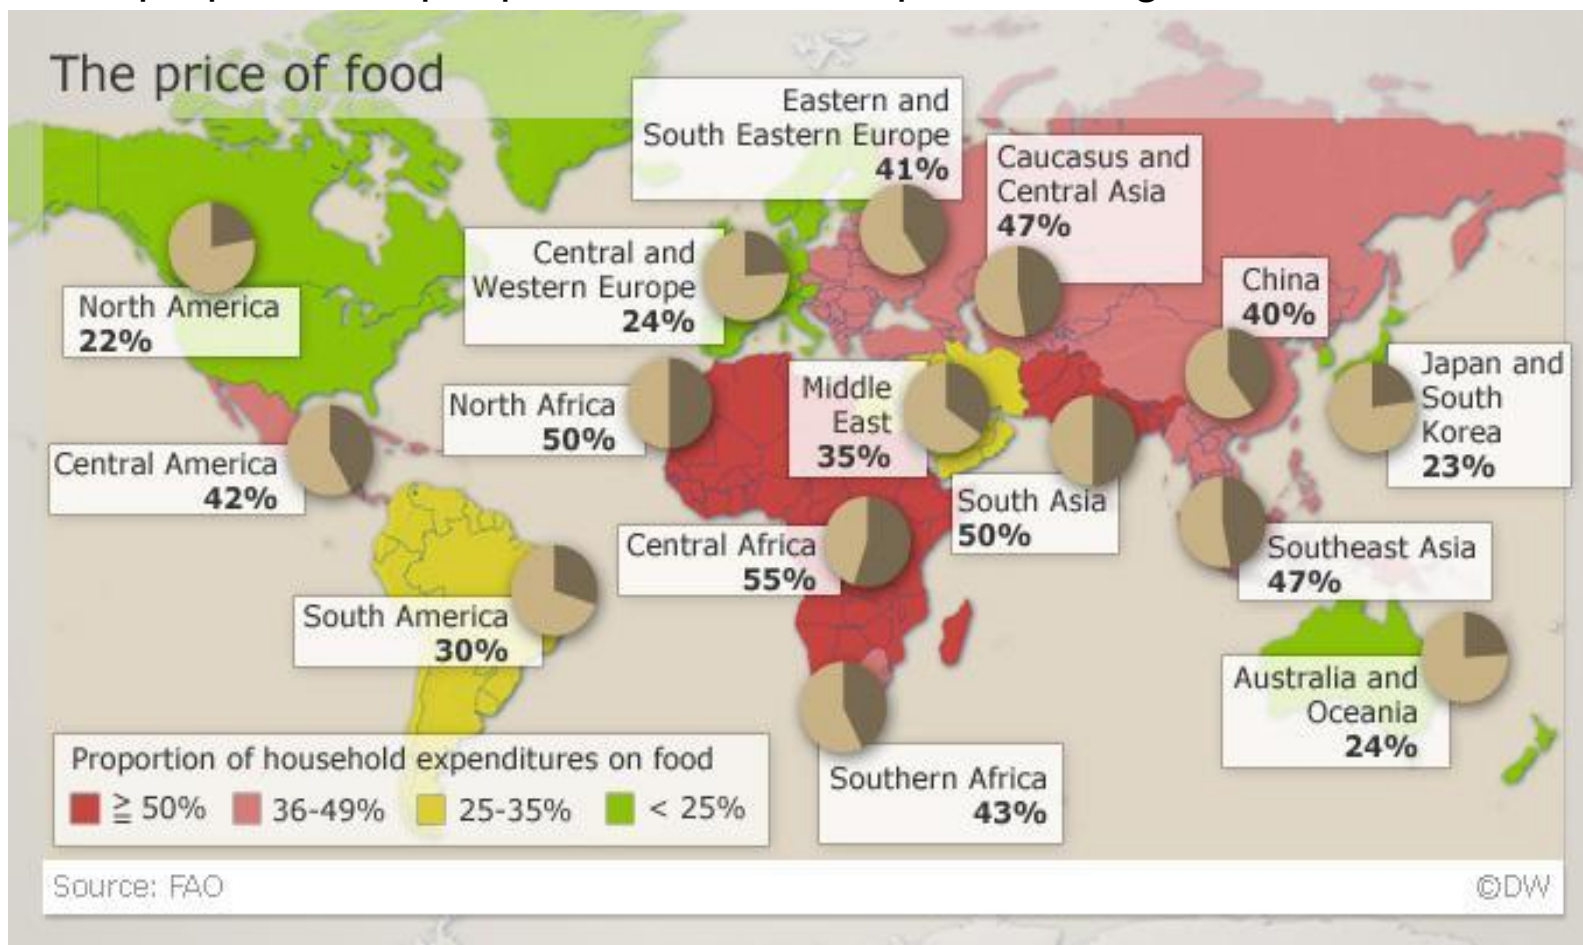 The price of food
Eastern and
South Eastern Europe
41%
Caucasus and
Central Asia
47%
Central and
Western Europe
24%
China
40%
North America
22%
Japan and
South
Korea
23%
North Africa
50%
Middle
East
35%
Central America
42%
South Asia
50%
Central Africa
55%
Southeast Asia
47%
South America
30%
Australia and
Oceania
24%
Southern Africa
43%
Proportion of household expenditures on food
≧ 50% 36-49% 25-35% < 25%
Source: FAO
©DW